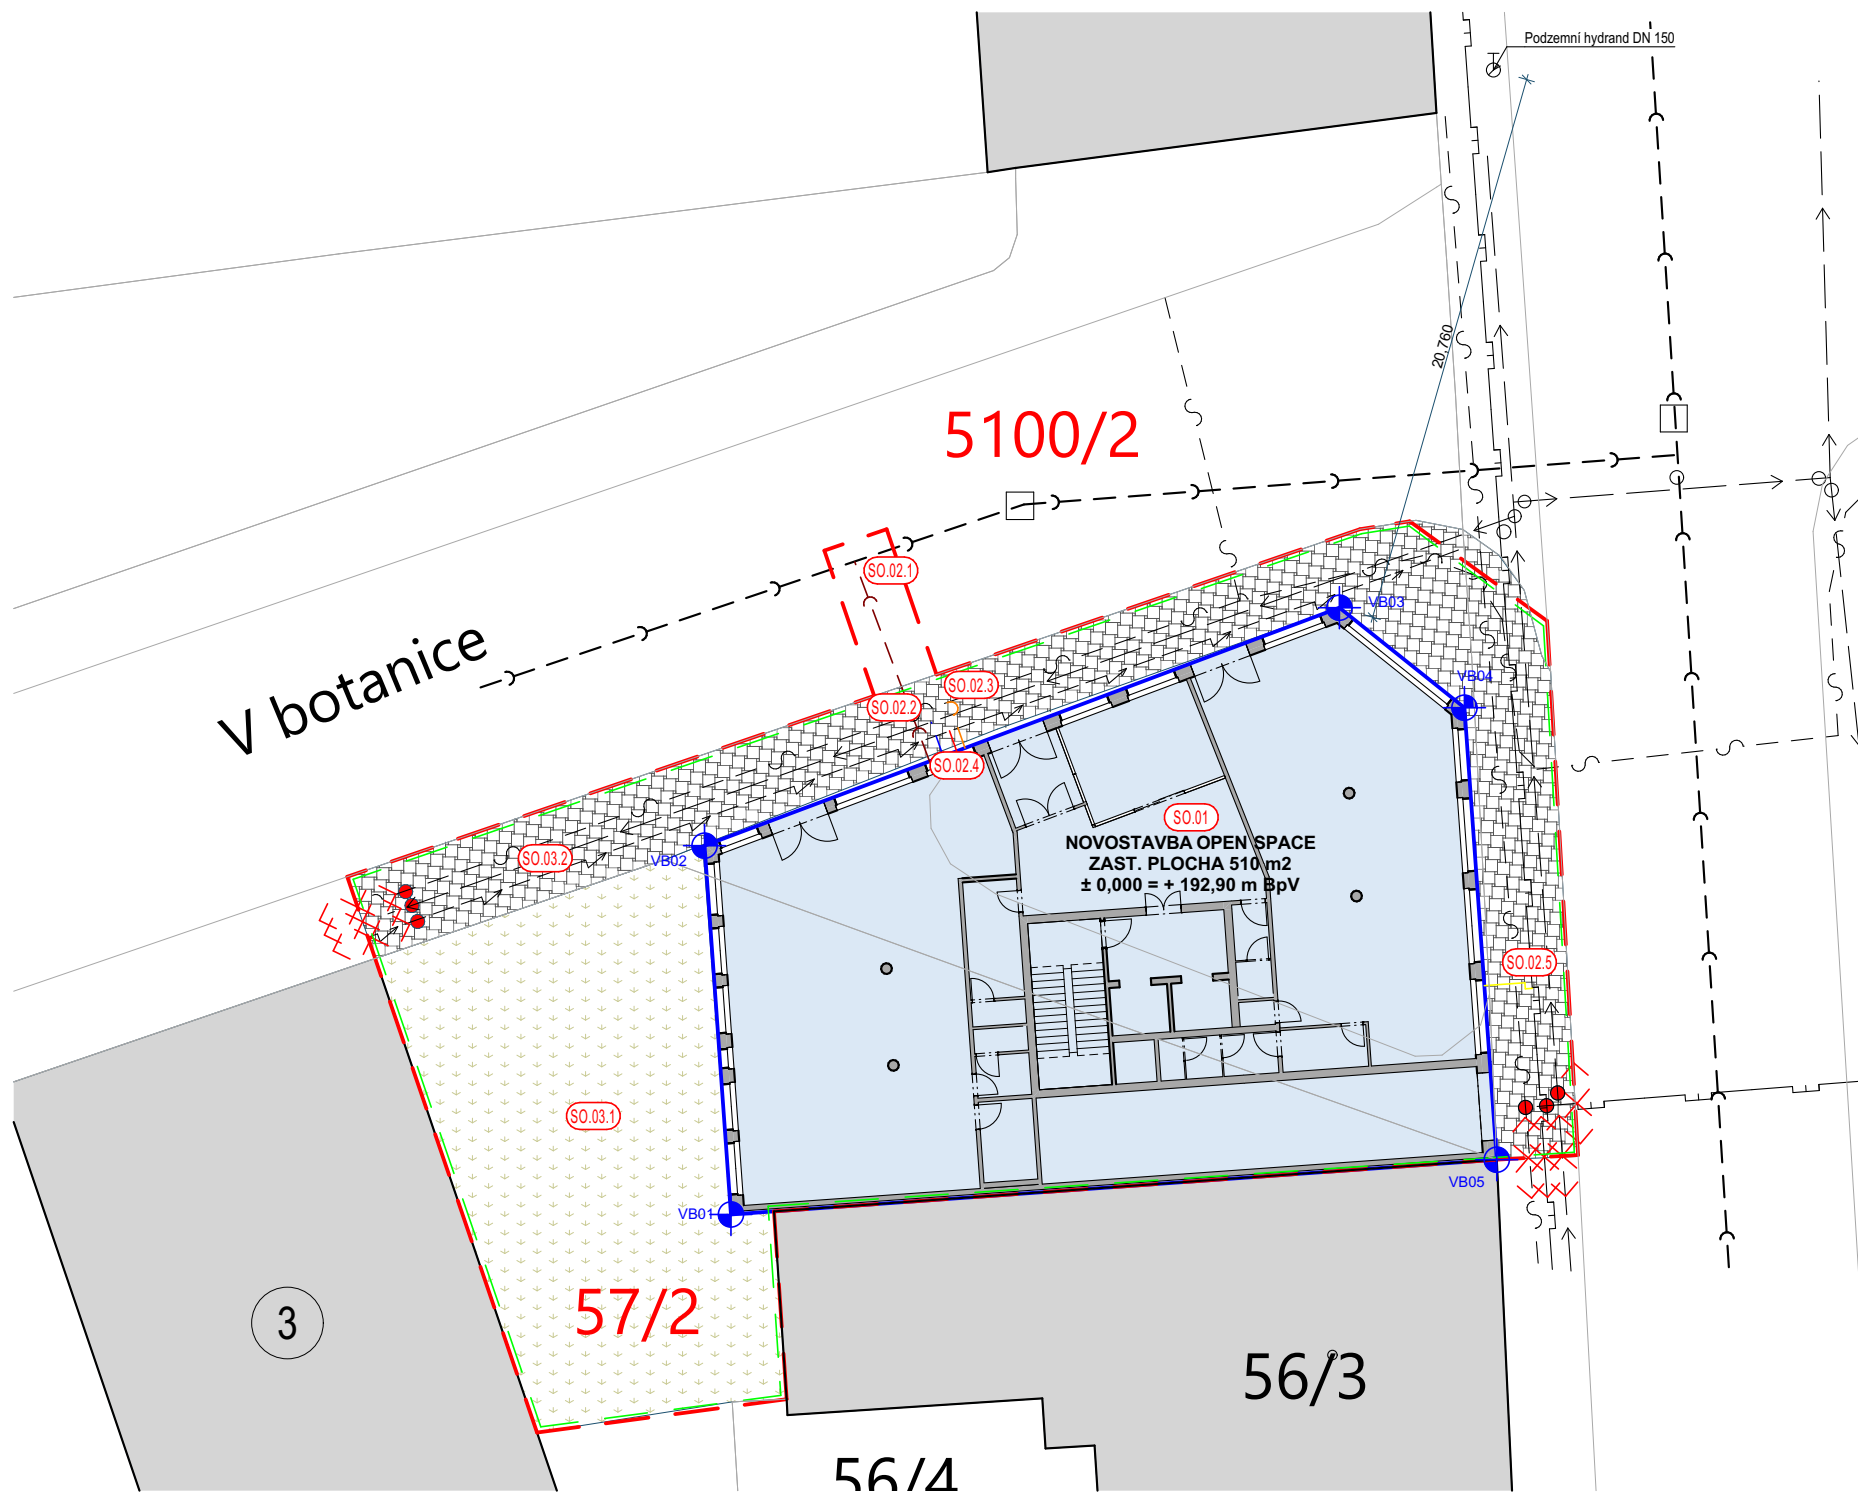 Podzemní hydrand DN 150
20,760
5100/2
SO.02.1
V botanice
VB03
VB04
SO.02.3
SO.02.2
SO.02.4
SO.01
NOVOSTAVBA OPEN SPACE
ZAST. PLOCHA 510 m2
± 0,000 = + 192,90 m BpV
VB02
SO.03.2
SO.02.5
SO.03.1
VB05
VB01
57/2
3
56/3
56/4